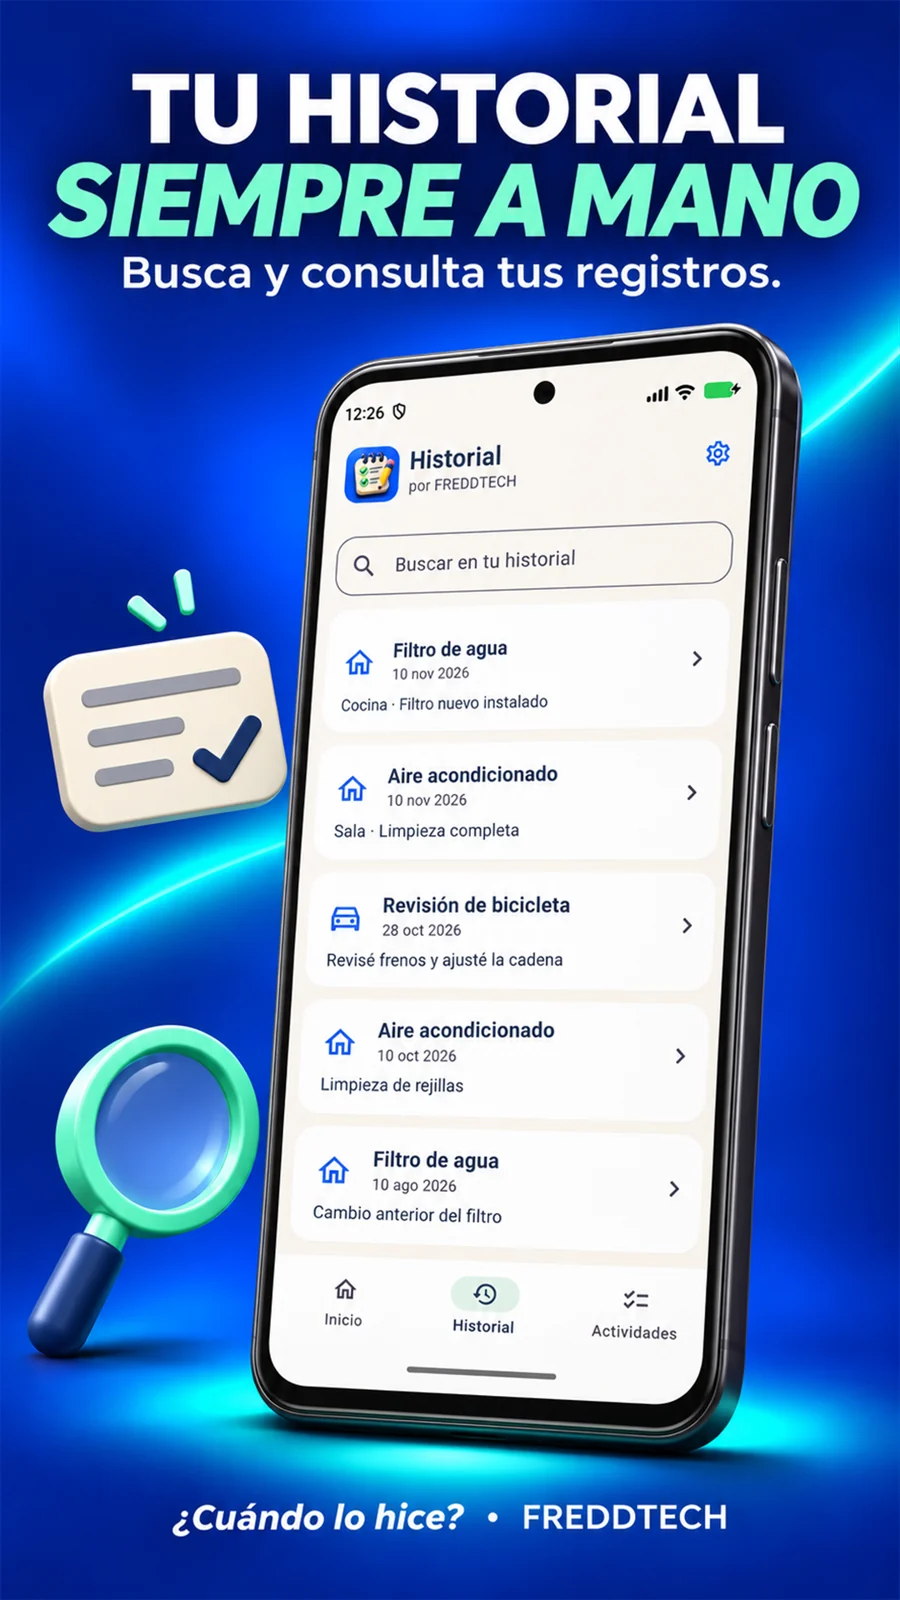 TU HISTORIAL
SIEMPRE A MANO
Busca y consulta tus registros.
12:26
Historial
por FREDDTECH
Buscar en tu historial
Filtro de agua
10 nov 2026
Cocina · Filtro nuevo instalado
Aire acondicionado
10 nov 2026
Sala · Limpieza completa
Revisión de bicicleta
28 oct 2026
Revisé frenos y ajusté la cadena
Aire acondicionado
10 oct 2026
Limpieza de rejillas
Filtro de agua
10 ago 2026
Cambio anterior del filtro
Inicio
Historial
Actividades
¿Cuándo lo hice? • FREDDTECH